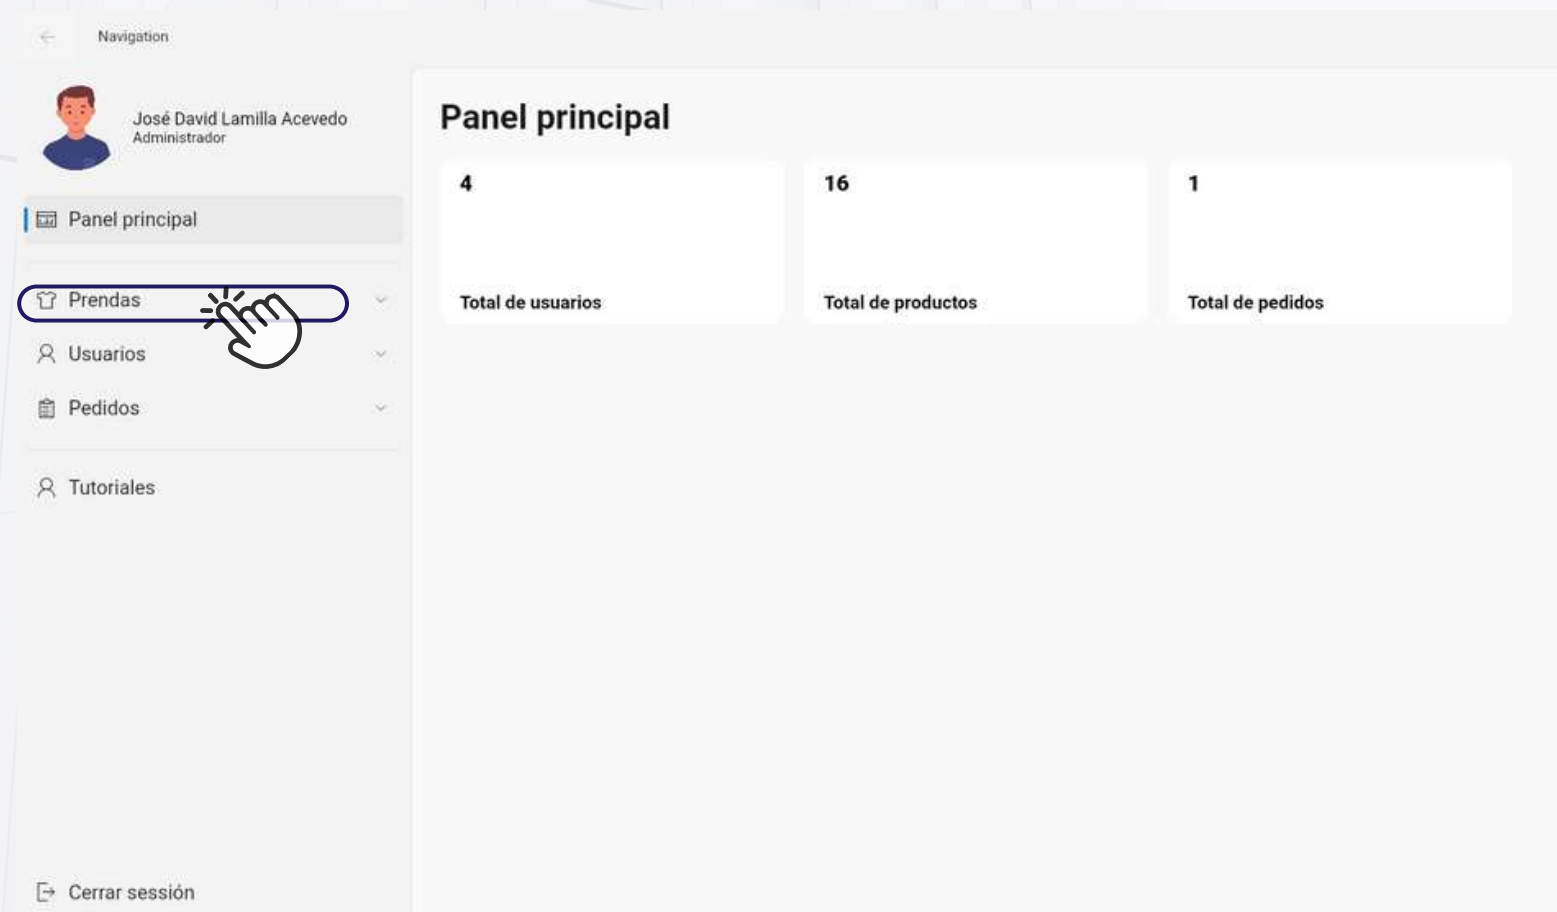 Navigation
José David Lamilla Acevedo
Administrador
Panel principal
Prendas
Usuarios
Pedidos
Tutoriales
Cerrar sessión
Panel principal
4
Total de usuarios
16
Total de productos
1
Total de pedidos